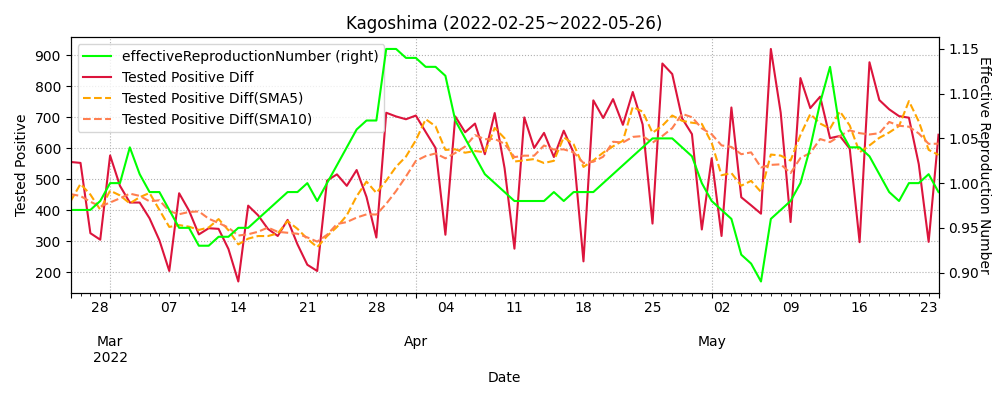 Kagoshima (2022-02-25~2022-05-26)
effectiveReproductionNumber (right)
Tested Positive Diff
Tested Positive Diff(SMA5)
Tested Positive Diff(SMA10)
Tested Positive
900
800
700
600
500
400
300
200
1.15
1.10
1.05
1.00
0.95
0.90
Effective Reproduction Number
28 07 14 21 28 04 11 18 25 02 09 16 23
Mar Apr May
2022
Date